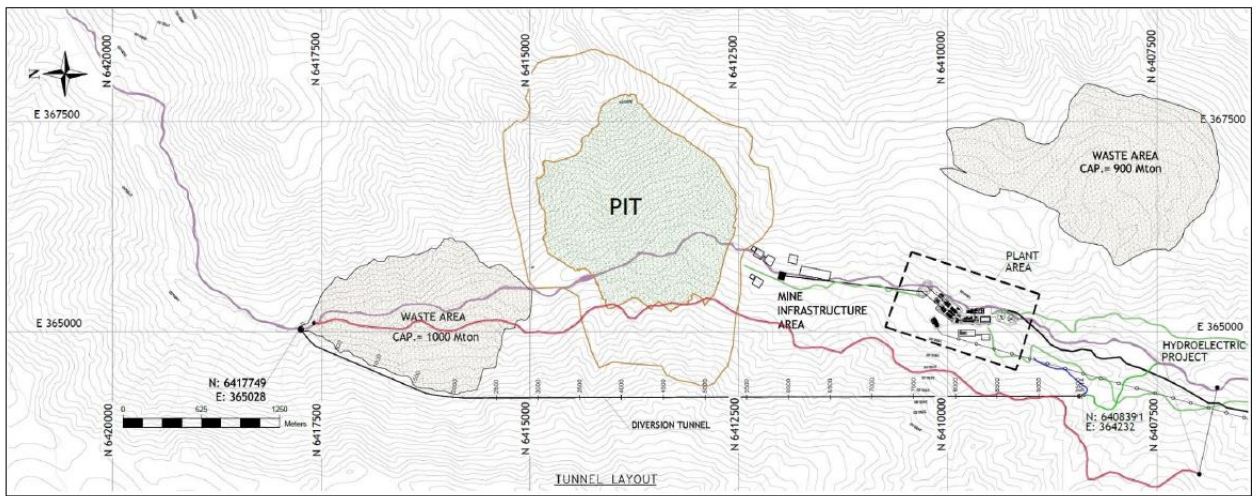 N 6420000
N 6417500
N 6415000
N 6412500
N 6410000
N 6407500
N
E 367500
E 367500
WASTE AREA
CAP.= 900 Mton
PIT
PLANT
AREA
MINE
INFRASTRUCTURE
AREA
WASTE AREA
CAP.= 1000 Mton
E 365000
E 365000
HYDROELECTRIC
PROJECT
N: 6417749
E: 365028
0 625 1250
Meters
N: 6408391
E: 364232
DIVERSION TUNNEL
N 6420000
N 6417500
N 6415000
N 6412500
N 6410000
N 6407500
TUNNEL LAYOUT